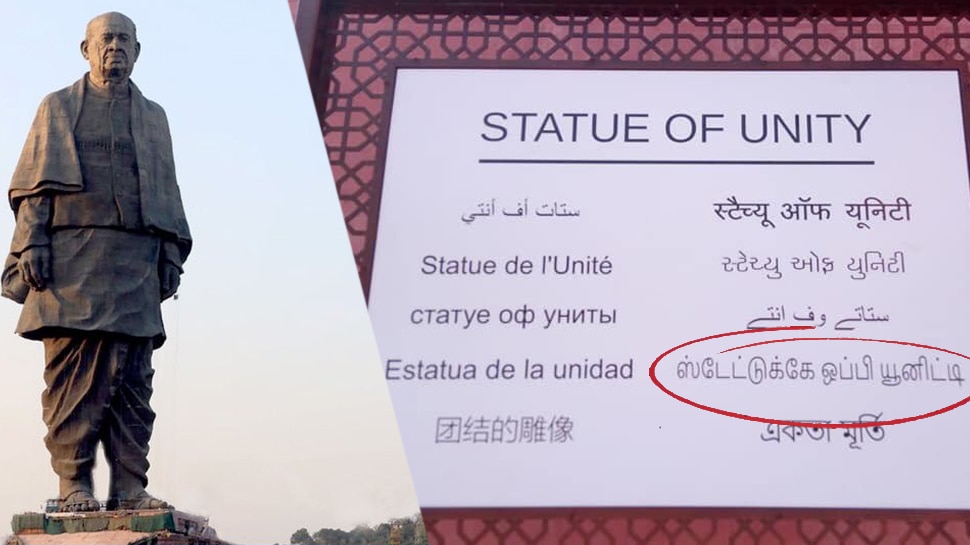 STATUE OF UNITY
ستات أف أنتي
स्टैच्यू ऑफ यूनिटी
Statue de l'Unité
સ્ટેચ્યુ ઓફ યુનિટી
статуе оф униты
ستاتے وف انتے
Estatua de la unidad
ஸ்டேட்டுக்கே ஒப்பி யூனிட்டி
团结的雕像
একতা মূর্তি